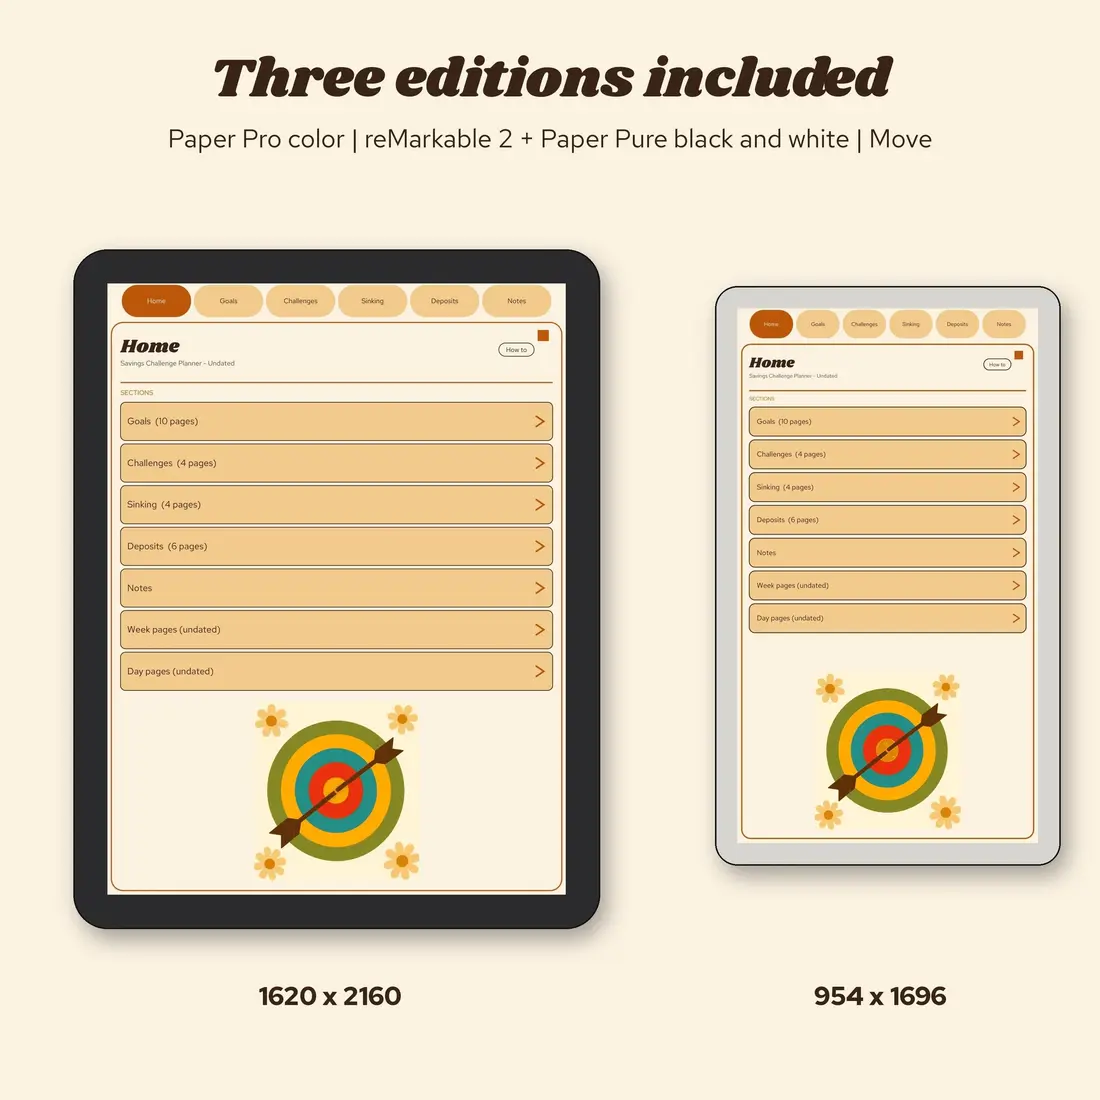 Three editions included
Paper Pro color | reMarkable 2 + Paper Pure black and white | Move
Home Goals Challenges Sinking Deposits Notes
Home
How to
Savings Challenge Planner - Undated
SECTIONS
Goals (10 pages)
Challenges (4 pages)
Sinking (4 pages)
Deposits (6 pages)
Notes
Week pages (undated)
Day pages (undated)
1620 x 2160
Home Goals Challenges Sinking Deposits Notes
Home
How to
Savings Challenge Planner - Undated
SECTIONS
Goals (10 pages)
Challenges (4 pages)
Sinking (4 pages)
Deposits (6 pages)
Notes
Week pages (undated)
Day pages (undated)
954 x 1696